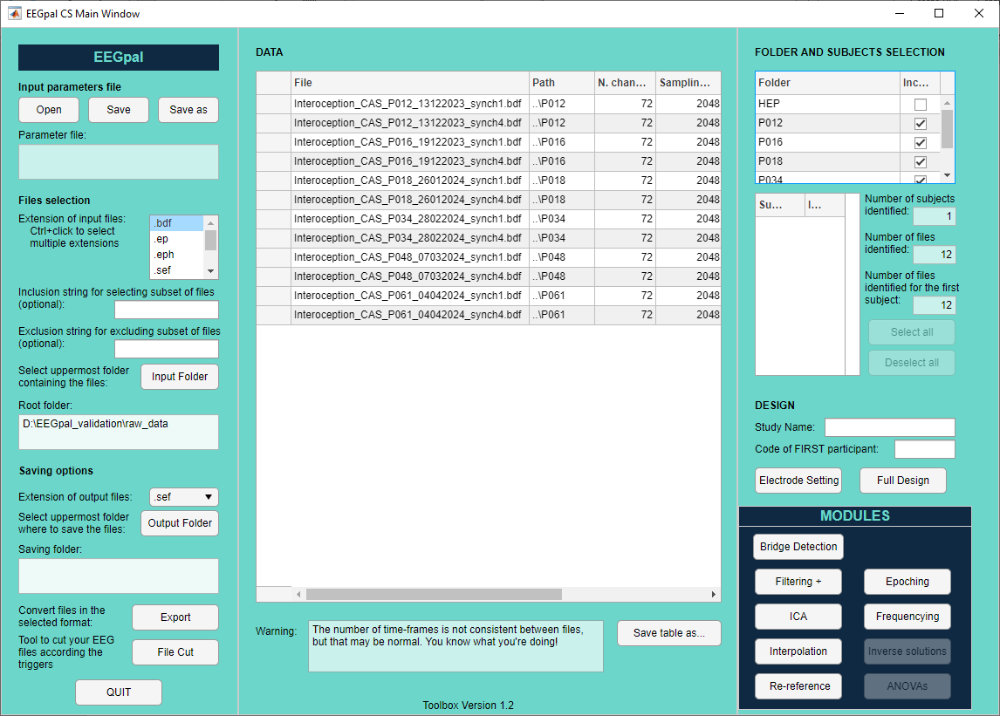 EEGpal CS Main Window
EEGpal
Input parameters file
Open
Save
Save as
Parameter file:
Files selection
Extension of input files:
Ctrl+click to select
multiple extensions
.bdf
.ep
.eph
.sef
Inclusion string for selecting subset of files
(optional):
Exclusion string for excluding subset of files
(optional):
Select uppermost folder
containing the files:
Input Folder
Root folder:
D:\EEGpal_validation\raw_data
Saving options
Extension of output files:
.sef
Select uppermost folder
where to save the files:
Output Folder
Saving folder:
Convert files in the
selected format:
Export
Tool to cut your EEG
files according the
triggers
File Cut
QUIT
DATA
File Path N. chan... Samplin...
Interoception_CAS_P012_13122023_synch1.bdf ..\P012 72 2048
Interoception_CAS_P012_13122023_synch4.bdf ..\P012 72 2048
Interoception_CAS_P016_19122023_synch1.bdf ..\P016 72 2048
Interoception_CAS_P016_19122023_synch4.bdf ..\P016 72 2048
Interoception_CAS_P018_26012024_synch1.bdf ..\P018 72 2048
Interoception_CAS_P018_26012024_synch4.bdf ..\P018 72 2048
Interoception_CAS_P034_28022024_synch1.bdf ..\P034 72 2048
Interoception_CAS_P034_28022024_synch4.bdf ..\P034 72 2048
Interoception_CAS_P048_07032024_synch1.bdf ..\P048 72 2048
Interoception_CAS_P048_07032024_synch4.bdf ..\P048 72 2048
Interoception_CAS_P061_04042024_synch1.bdf ..\P061 72 2048
Interoception_CAS_P061_04042024_synch4.bdf ..\P061 72 2048
Warning:
The number of time-frames is not consistent between files,
but that may be normal. You know what you're doing!
Save table as...
Toolbox Version 1.2
FOLDER AND SUBJECTS SELECTION
Folder Inc...
HEP
P012
P016
P018
P034
Su... I...
Number of subjects
identified:
1
Number of files
identified:
12
Number of files
identified for the first
subject:
12
Select all
Deselect all
DESIGN
Study Name:
Code of FIRST participant:
Electrode Setting
Full Design
MODULES
Bridge Detection
Filtering +
Epoching
ICA
Frequencying
Interpolation
Inverse solutions
Re-reference
ANOVAs